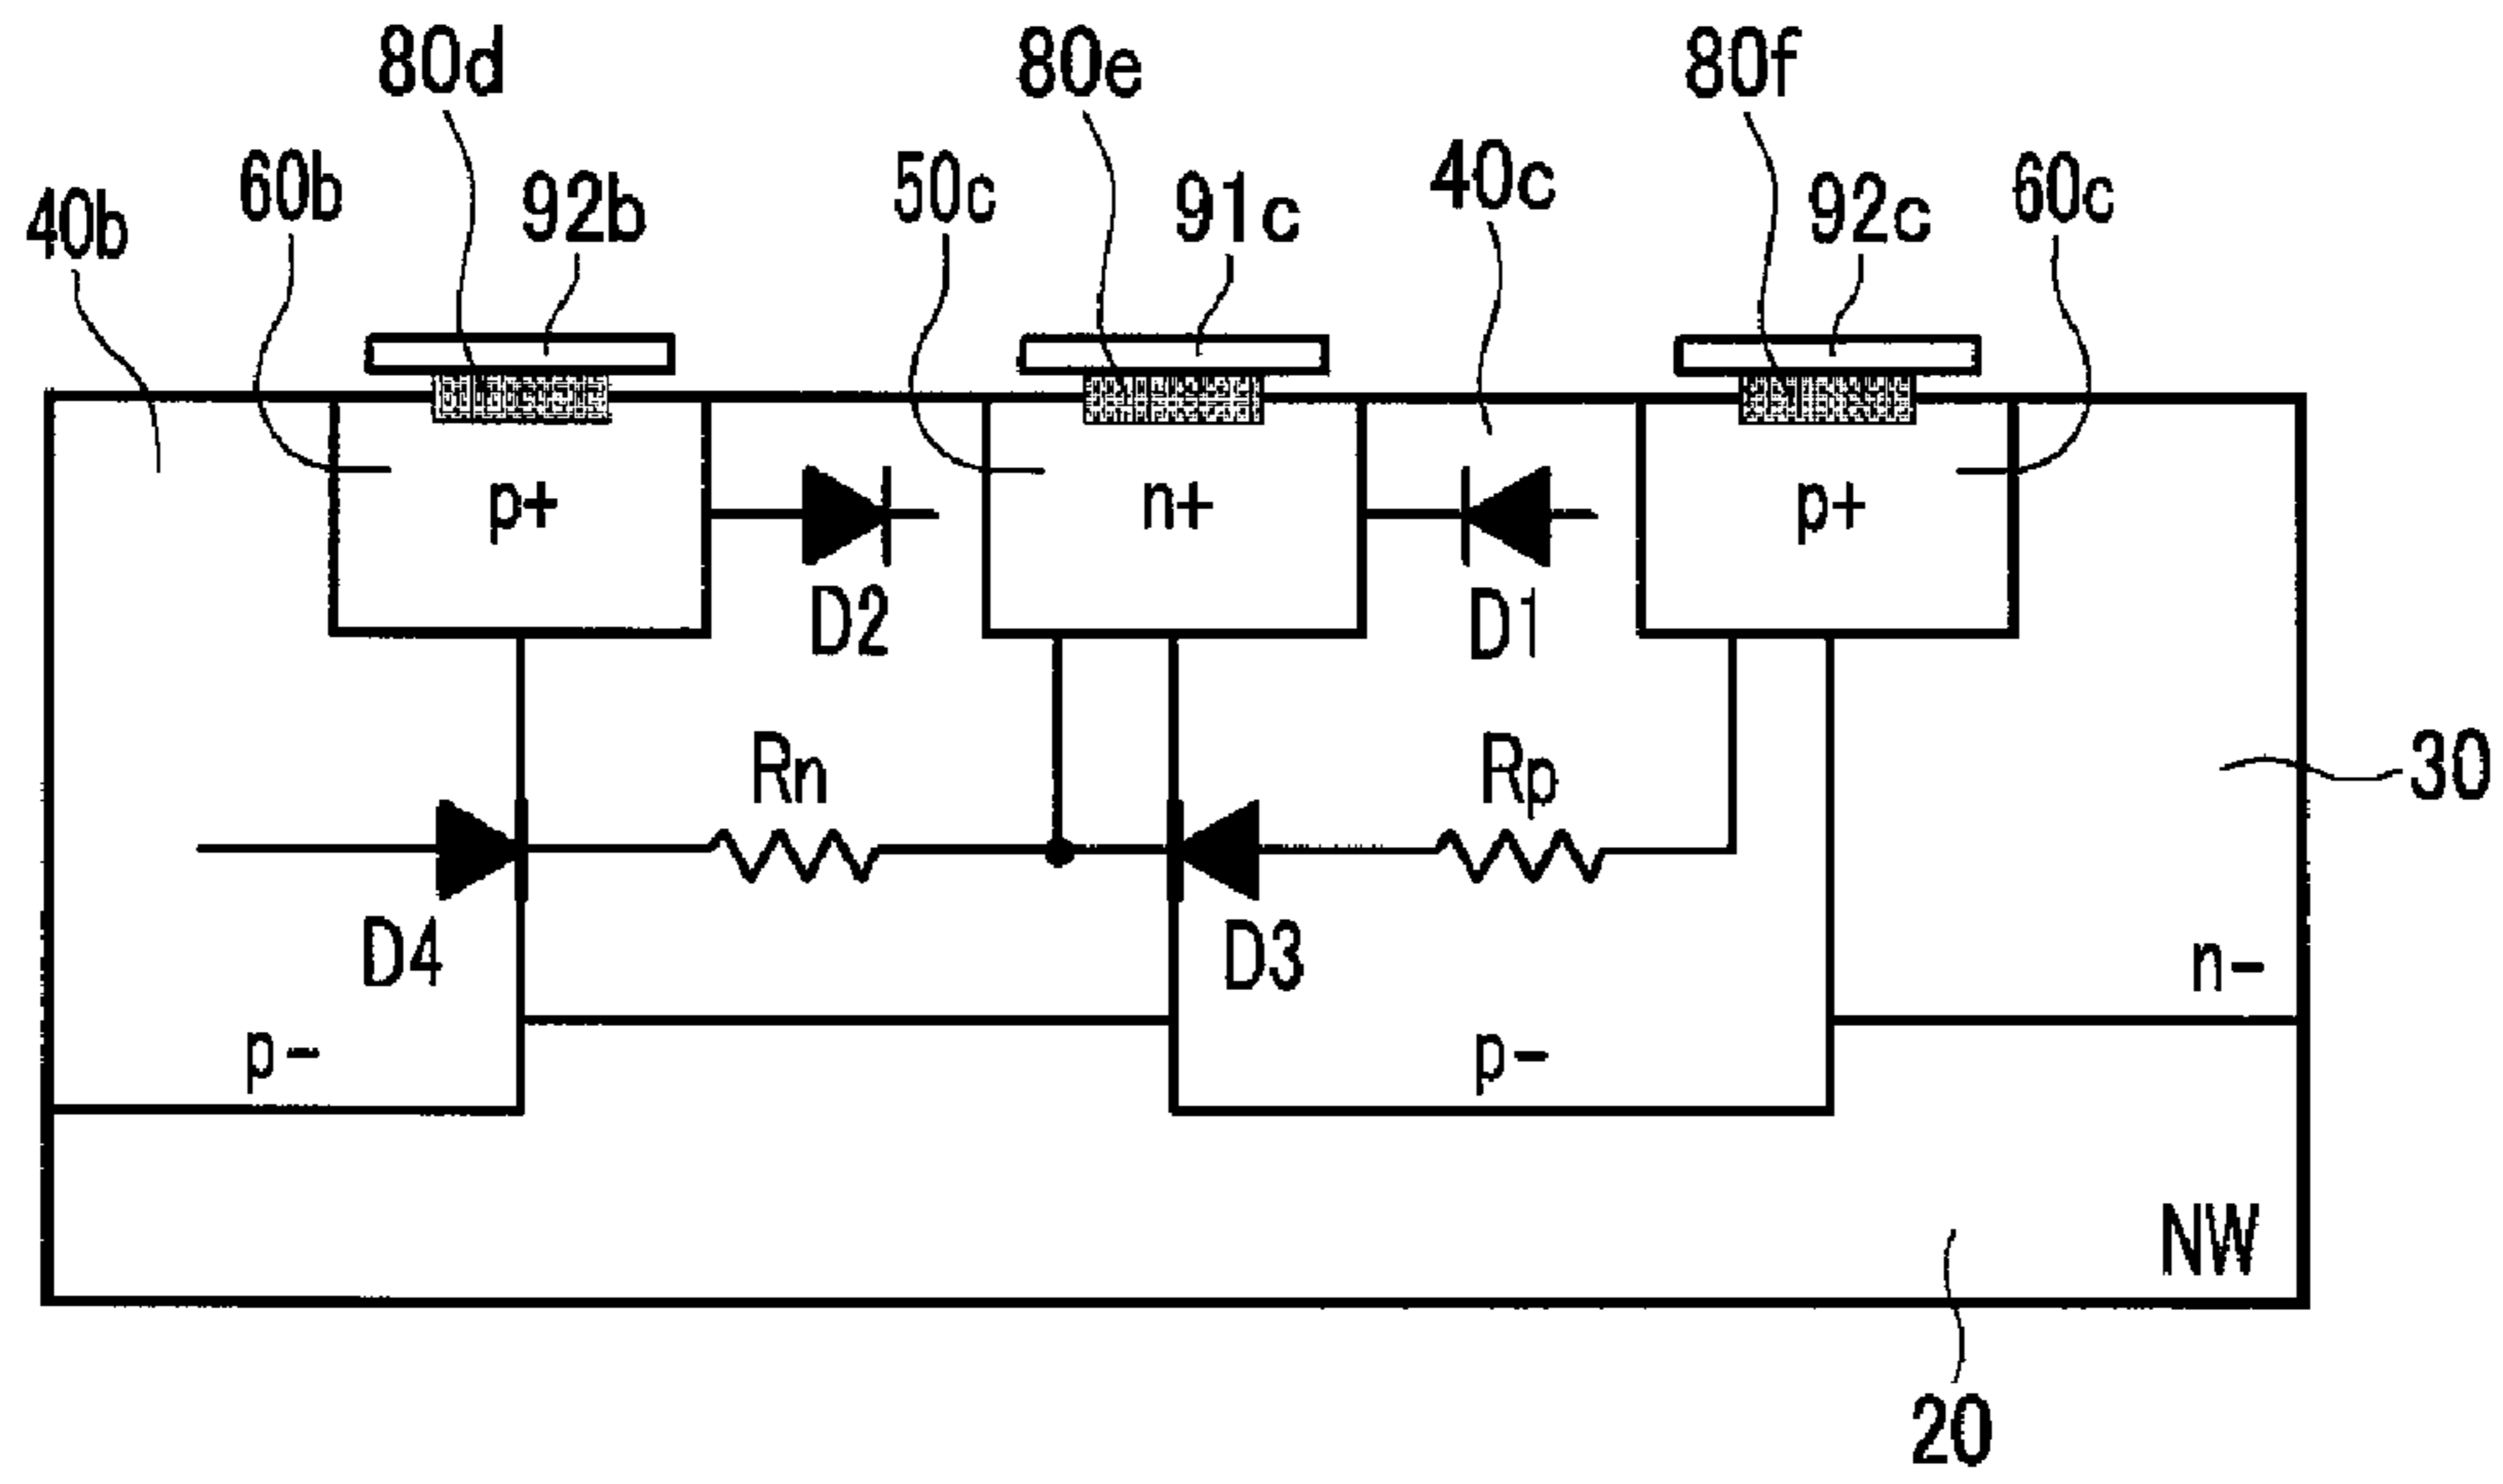 80d 80e 80f
40b 60b 92b 50c 91c 40c 92c 60c
p+ n+ p+
D2 D1
Rn Rp
30
D4 D3 n-
p- p-
NW
20